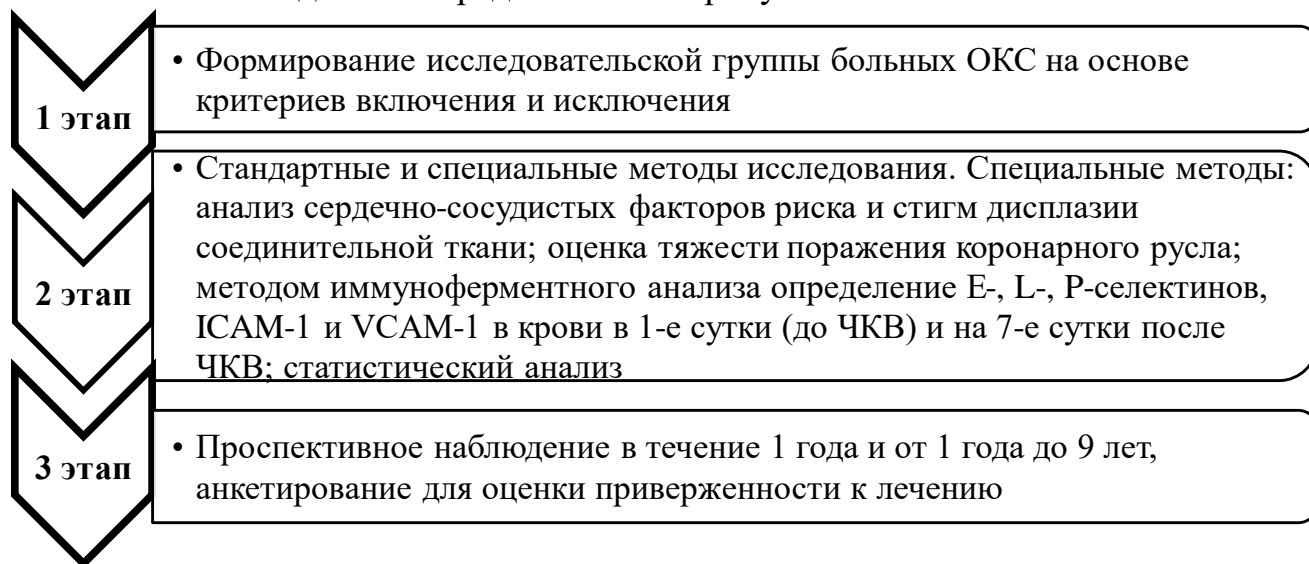 1 этап
• Формирование исследовательской группы больных ОКС на основе
критериев включения и исключения
2 этап
• Стандартные и специальные методы исследования. Специальные методы:
анализ сердечно-сосудистых факторов риска и стигм дисплазии
соединительной ткани; оценка тяжести поражения коронарного русла;
методом иммуноферментного анализа определение E-, L-, P-селектинов,
ICAM-1 и VCAM-1 в крови в 1-е сутки (до ЧКВ) и на 7-е сутки после
ЧКВ; статистический анализ
3 этап
• Проспективное наблюдение в течение 1 года и от 1 года до 9 лет,
анкетирование для оценки приверженности к лечению